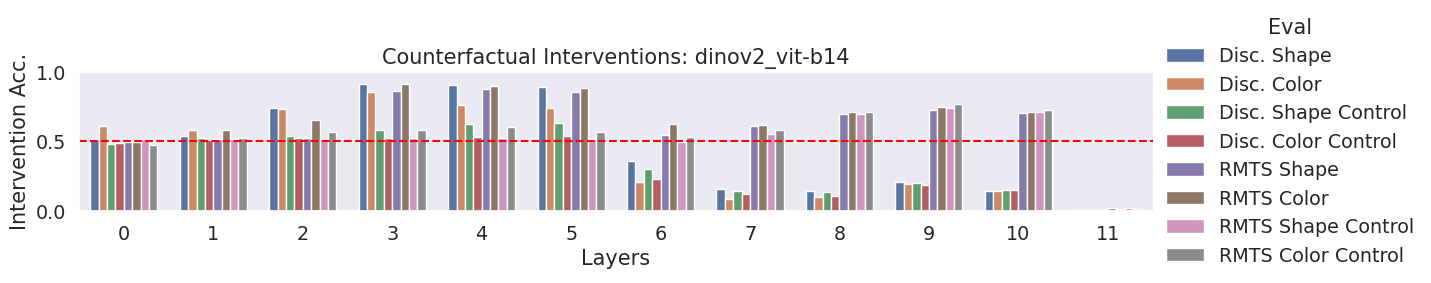 Counterfactual Interventions: dinov2_vit-b14
Intervention Acc.
1.0
0.5
0.0
0 1 2 3 4 5 6 7 8 9 10 11
Layers
Eval
Disc. Shape
Disc. Color
Disc. Shape Control
Disc. Color Control
RMTS Shape
RMTS Color
RMTS Shape Control
RMTS Color Control